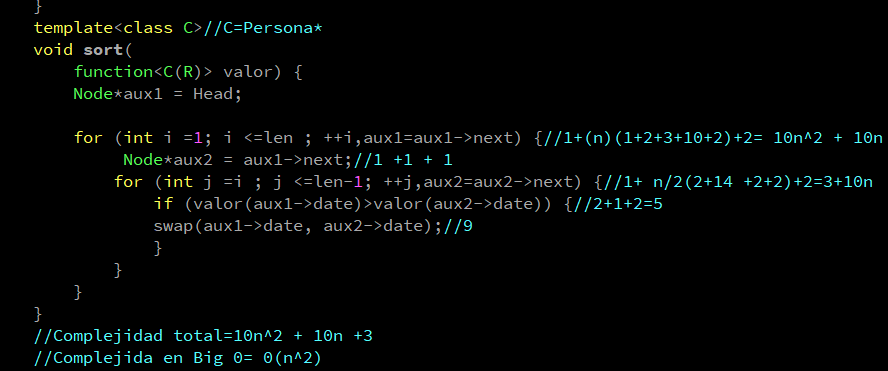 }
template<class C>//C=Persona*
void sort(
function<C(R)> valor) {
Node*aux1 = Head;
for (int i =1; i <=len ; ++i,aux1=aux1->next) {//1+(n)(1+2+3+10+2)+2= 10n^2 + 10n
Node*aux2 = aux1->next;//1 +1 + 1
for (int j =i ; j <=len-1; ++j,aux2=aux2->next) {//1+ n/2(2+14 +2+2)+2=3+10n
if (valor(aux1->date)>valor(aux2->date)) {//2+1+2=5
swap(aux1->date, aux2->date);//9
}
}
}
}
//Complejidad total=10n^2 + 10n +3
//Complejida en Big 0= 0(n^2)